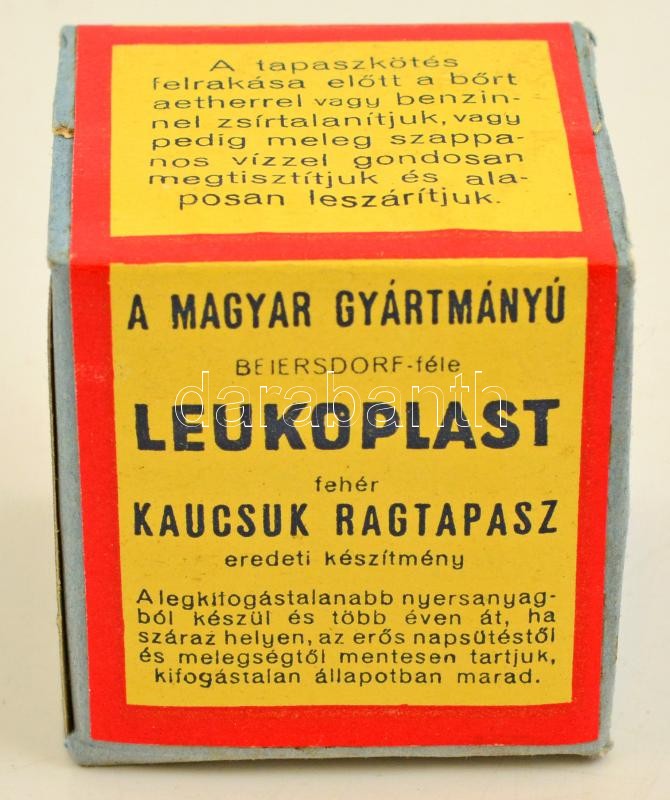 A tapaszkötés
felrakása előtt a bőrt
aetherrel vagy benzin-
nel zsírtalanítjuk, vagy
pedig meleg szappa-
nos vízzel gondosan
megtisztítjuk és ala-
posan leszárítjuk.
A MAGYAR GYÁRTMÁNYÚ
BEIERSDORF-féle
darabanth
LEUKOPLAST
fehér
KAUCSUK RAGTAPASZ
eredeti készítmény
A legkifogástalanabb nyersanyag-
ból készül és több éven át, ha
száraz helyen, az erős napsütéstől
és melegségtől mentesen tartjuk,
kifogástalan állapotban marad.